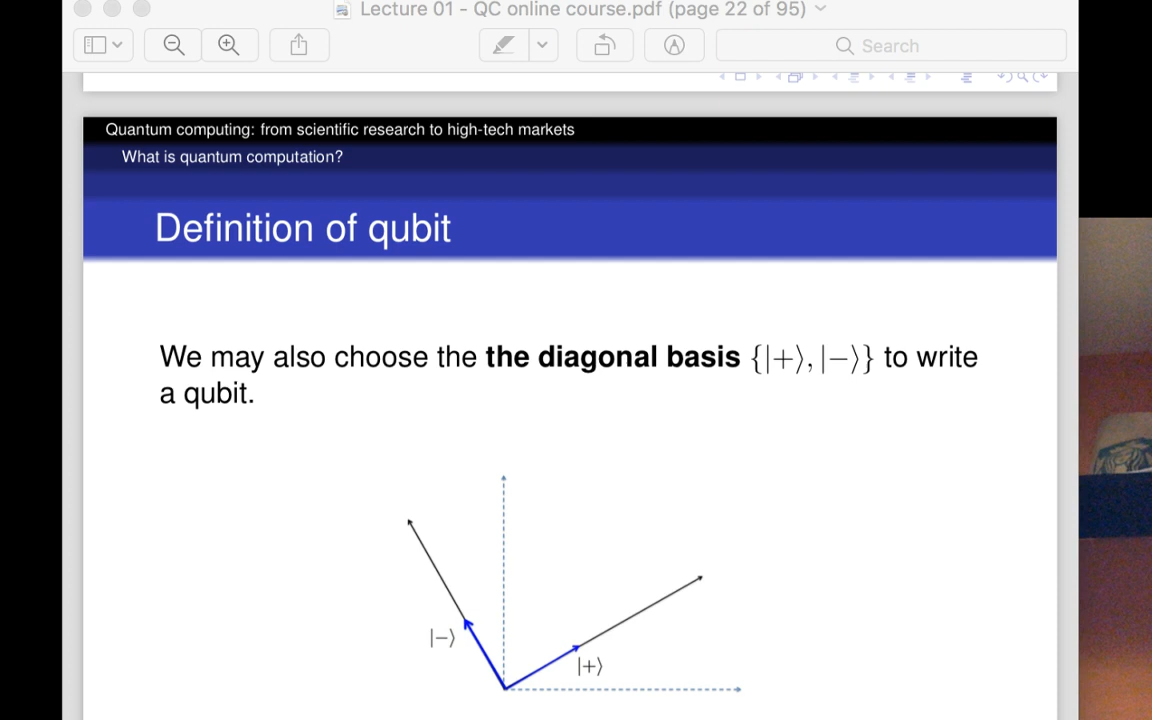 Lecture 01 - QC online course.pdf (page 22 of 95)
Search
Quantum computing: from scientific research to high-tech markets
What is quantum computation?
Definition of qubit
We may also choose the the diagonal basis {|+⟩, |−⟩} to write
a qubit.
|−⟩
|+⟩